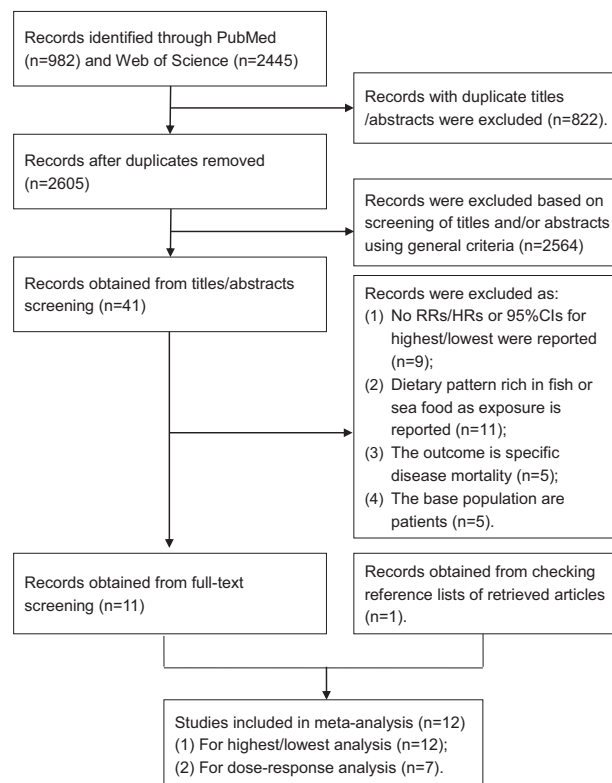 Records identified through PubMed
(n=982) and Web of Science (n=2445)
Records with duplicate titles
/abstracts were excluded (n=822).
Records after duplicates removed
(n=2605)
Records were excluded based on
screening of titles and/or abstracts
using general criteria (n=2564)
Records obtained from titles/abstracts
screening (n=41)
Records were excluded as:
(1) No RRs/HRs or 95%CIs for
highest/lowest were reported
(n=9);
(2) Dietary pattern rich in fish or
sea food as exposure is
reported (n=11);
(3) The outcome is specific
disease mortality (n=5);
(4) The base population are
patients (n=5).
Records obtained from full-text
screening (n=11)
Records obtained from checking
reference lists of retrieved articles
(n=1).
Studies included in meta-analysis (n=12)
(1) For highest/lowest analysis (n=12);
(2) For dose-response analysis (n=7).